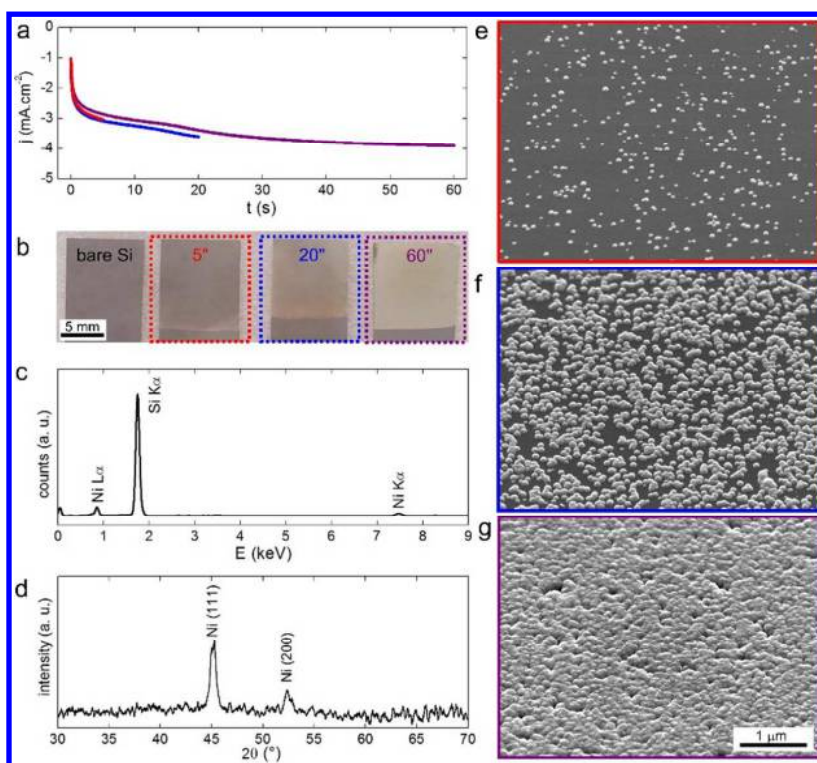 a
0
-1
-2
-3
-4
-5
j (mA.cm⁻²)
0 10 20 30 40 50 60
t (s)
b
bare Si
5"
20"
60"
5 mm
c
counts (a. u.)
Ni Lα
Si Kα
Ni Kα
0 1 2 3 4 5 6 7 8 9
E (keV)
d
intensity (a. u.)
Ni (111)
Ni (200)
30 35 40 45 50 55 60 65 70
2θ (°)
e
f
g
1 μm